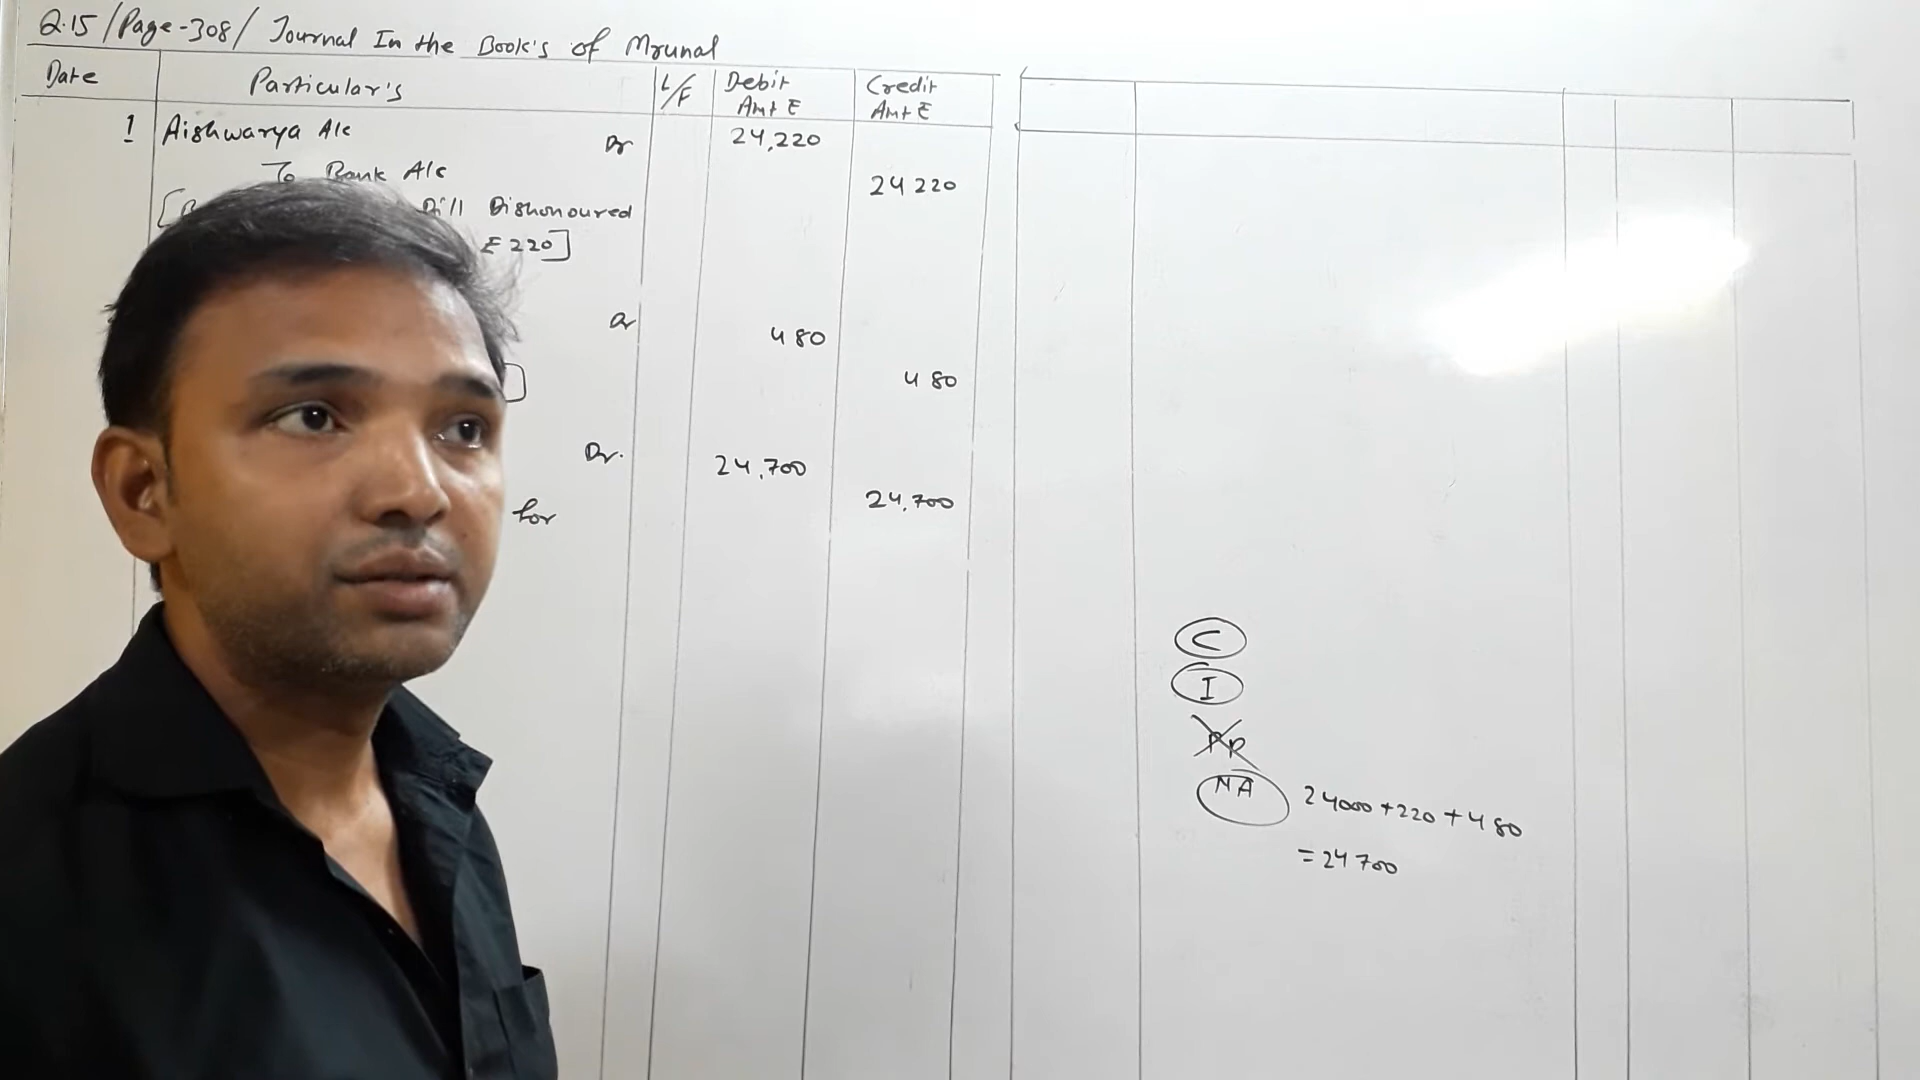 Q.15 / Page-308 / Journal In the Book's of Mrunal
Date Particular's L/F Debit Amt ₹ Credit Amt ₹
1 Aishwarya A/c Dr 24,220
To Bank A/c 24220
[B Bill Dishonoured
₹ 220]
Dr 480
] 480
Dr. 24,700
for 24,700
C
I
PR
NA 24000 + 220 + 480
= 24700